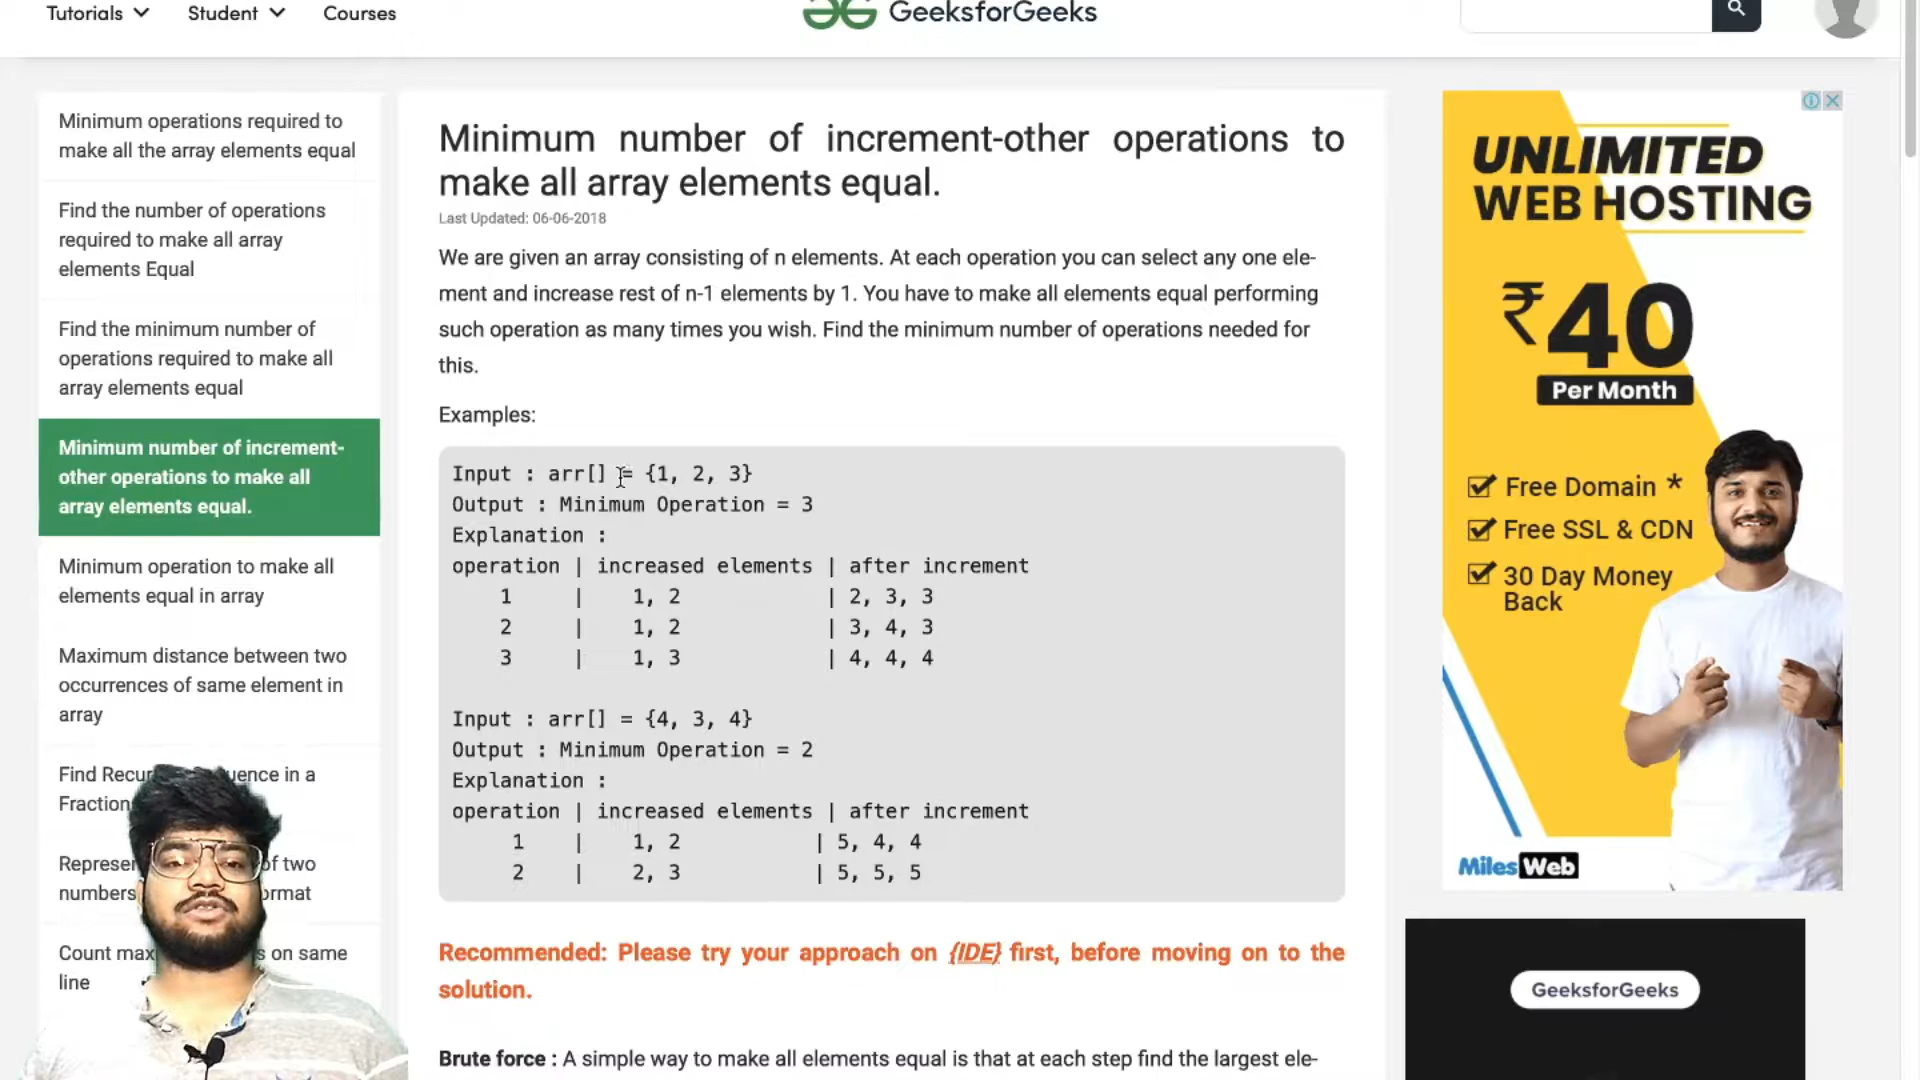 Tutorials Student Courses
GeeksforGeeks
Minimum operations required to
make all the array elements equal
Find the number of operations
required to make all array
elements Equal
Find the minimum number of
operations required to make all
array elements equal
Minimum number of increment-
other operations to make all
array elements equal.
Minimum operation to make all
elements equal in array
Maximum distance between two
occurrences of same element in
array
Find in a
Fraction
of two
numbers
Count on same
line
Minimum number of increment-other operations to
make all array elements equal.
Last Updated: 06-06-2018
We are given an array consisting of n elements. At each operation you can select any one ele-
ment and increase rest of n-1 elements by 1. You have to make all elements equal performing
such operation as many times you wish. Find the minimum number of operations needed for
this.
Examples:
Input : arr[] = {1, 2, 3}
Output : Minimum Operation = 3
Explanation :
operation | increased elements | after increment
1 | 1, 2 | 2, 3, 3
2 | 1, 2 | 3, 4, 3
3 | 1, 3 | 4, 4, 4
Input : arr[] = {4, 3, 4}
Output : Minimum Operation = 2
Explanation :
operation | increased elements | after increment
1 | 1, 2 | 5, 4, 4
2 | 2, 3 | 5, 5, 5
Recommended: Please try your approach on {IDE} first, before moving on to the
solution.
Brute force : A simple way to make all elements equal is that at each step find the largest ele-
UNLIMITED
WEB HOSTING
₹40
Per Month
Free Domain *
Free SSL & CDN
30 Day Money
Back
MilesWeb
GeeksforGeeks